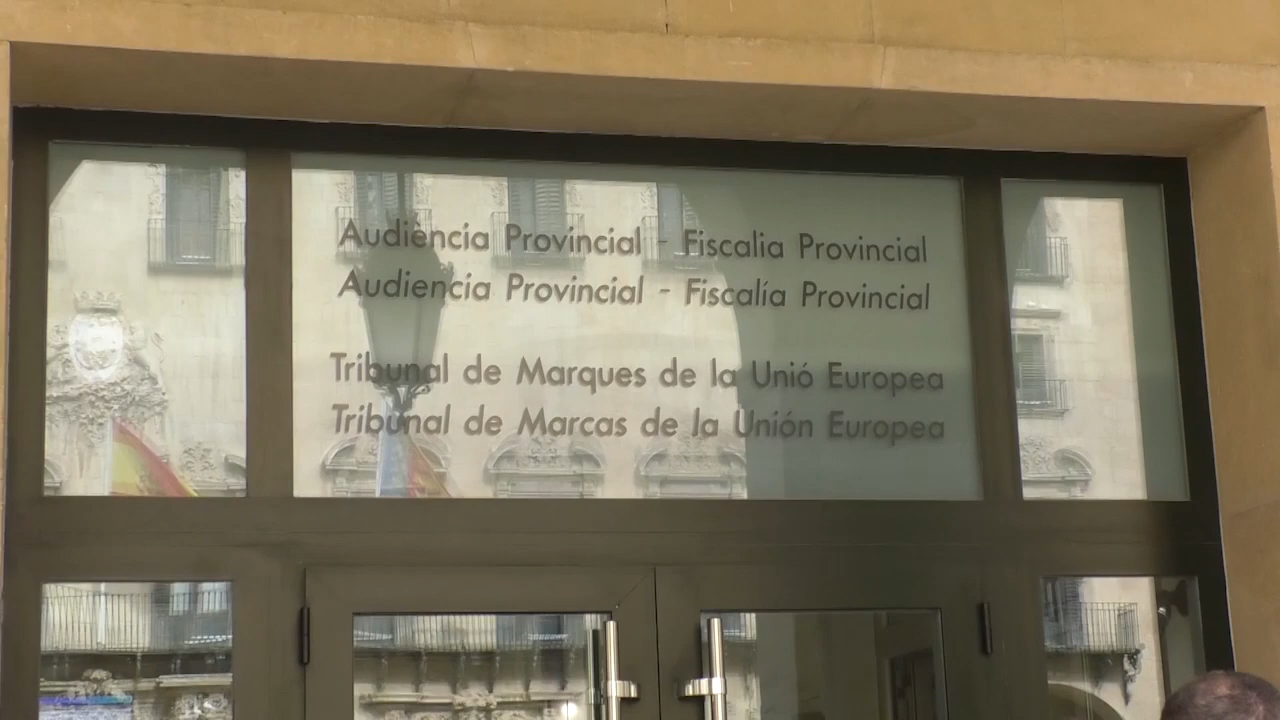 Audiència Provincial - Fiscalia Provincial
Audiencia Provincial - Fiscalía Provincial
Tribunal de Marques de la Unió Europea
Tribunal de Marcas de la Unión Europea